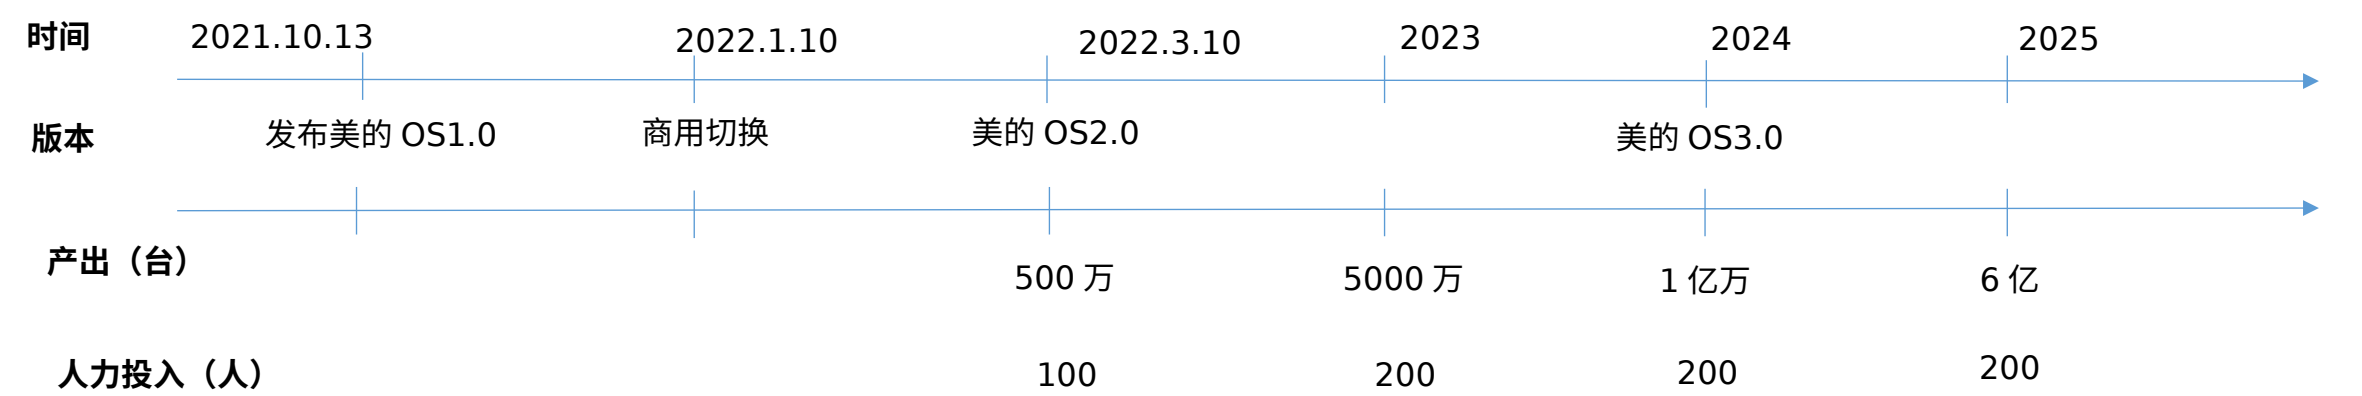 时间 2021.10.13 2022.1.10 2022.3.10 2023 2024 2025
版本 发布美的 OS1.0 商用切换 美的 OS2.0 美的 OS3.0
产出（台） 500 万 5000 万 1 亿万 6 亿
人力投入（人） 100 200 200 200